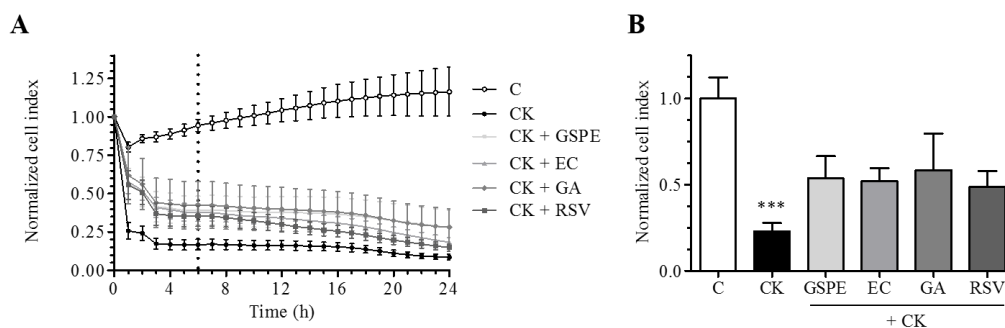 A
Normalized cell index
1.25
1.00
0.75
0.50
0.25
0.00
0 4 8 12 16 20 24
Time (h)
C
CK
CK + GSPE
CK + EC
CK + GA
CK + RSV
B
Normalized cell index
1.0
0.5
0.0
***
C CK GSPE EC GA RSV
+ CK